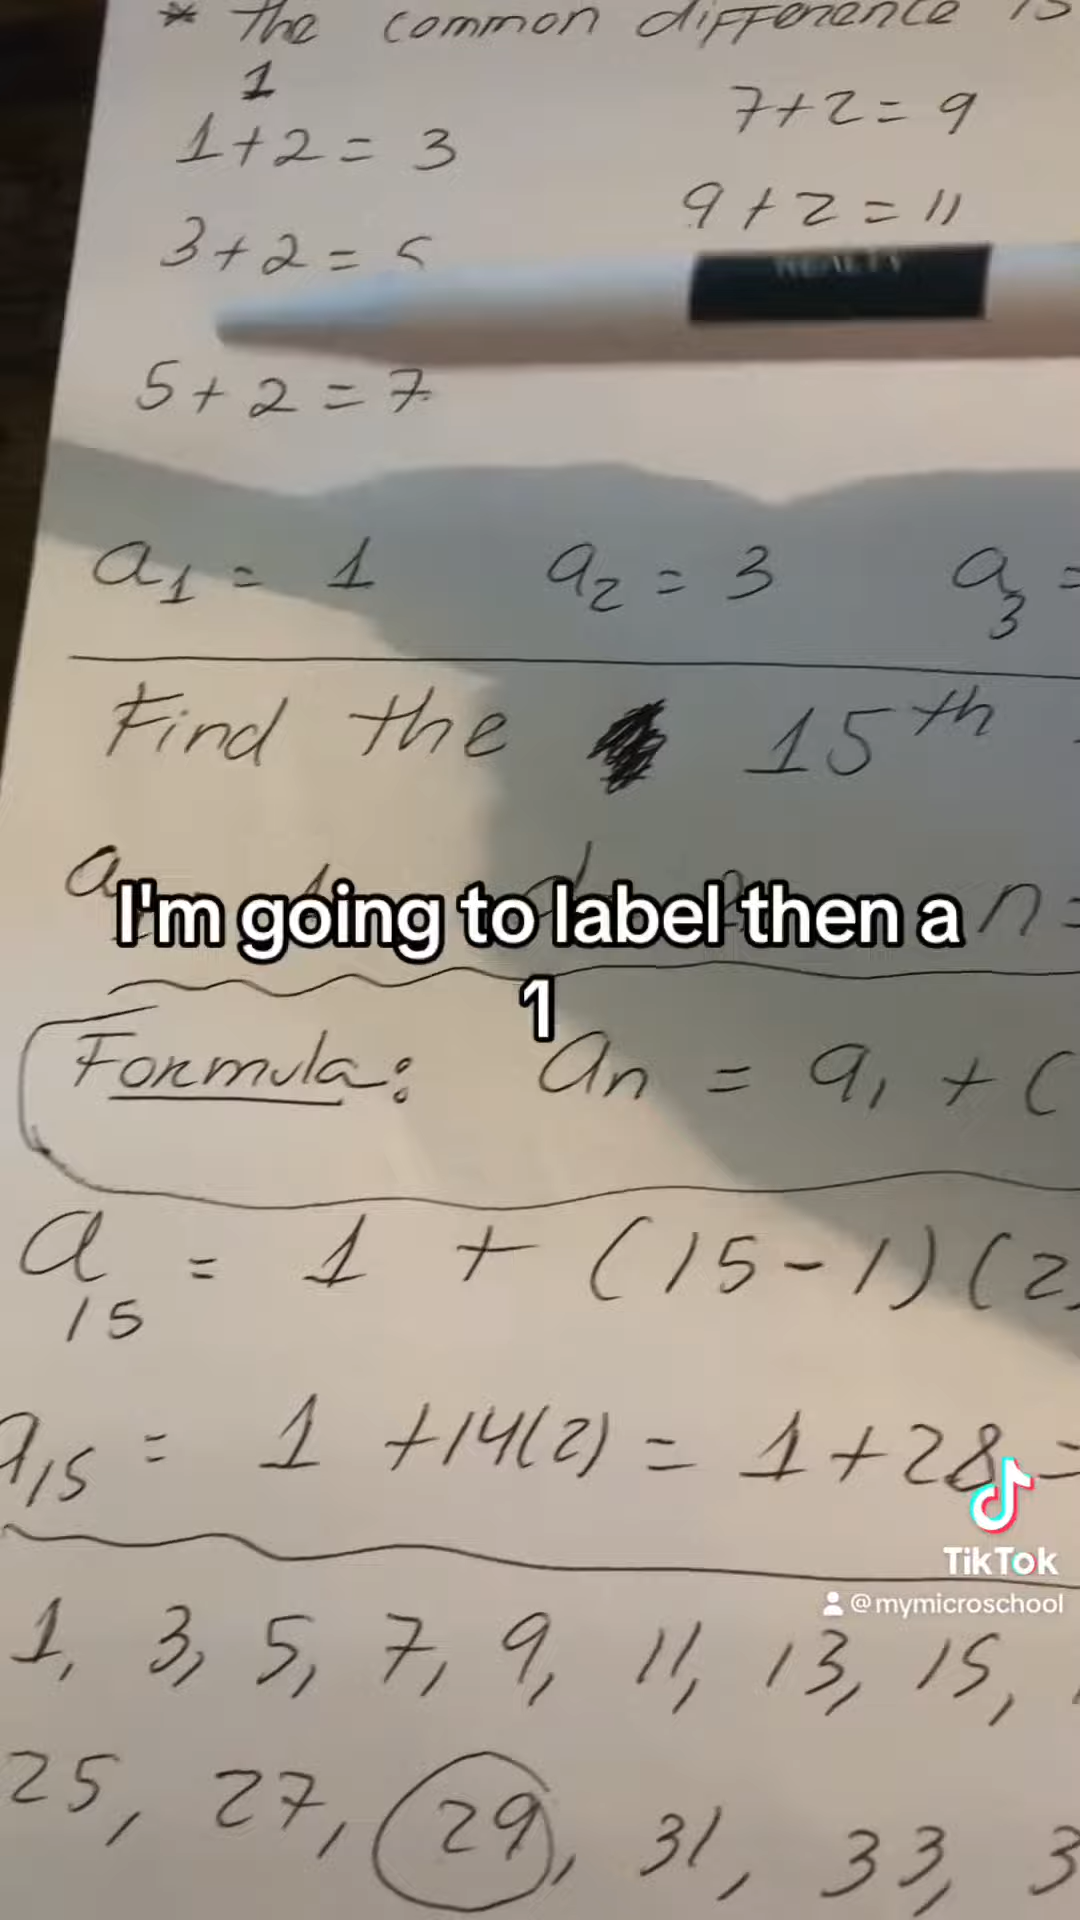 * The common difference is
1
1+2 = 3
7+2 = 9
3+2 = 5
9+2 = 11
REALTY
5+2 = 7
a1 = 1 a2 = 3 a3 =
Find the 15th
n=
I'm going to label then a
1
Formula: an = a1 + (
a15 = 1 + (15-1)(2)
a15 = 1 +14(2) = 1+28 =
TikTok
@mymicroschool
1, 3, 5, 7, 9, 11, 13, 15,
25, 27, 29, 31, 33, 3